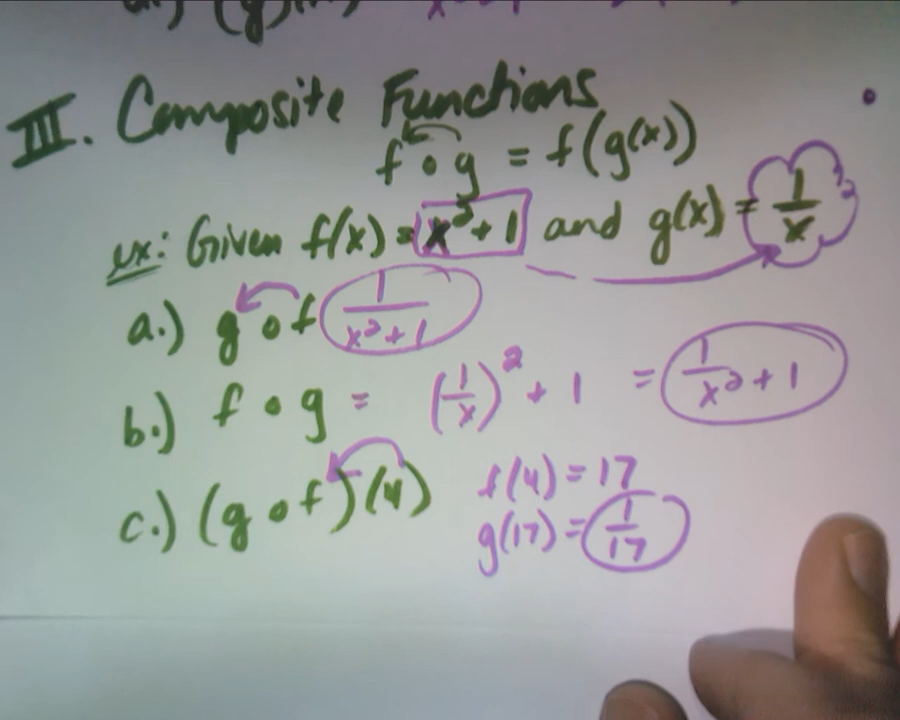 III. Composite Functions
f∘g = f(g(x))
ex: Given f(x) = x²+1 and g(x) = 1/x
a.) g∘f 1/(x²+1)
b.) f∘g = (1/x)² + 1 = 1/x² + 1
c.) (g∘f)(4) f(4) = 17
g(17) = 1/17